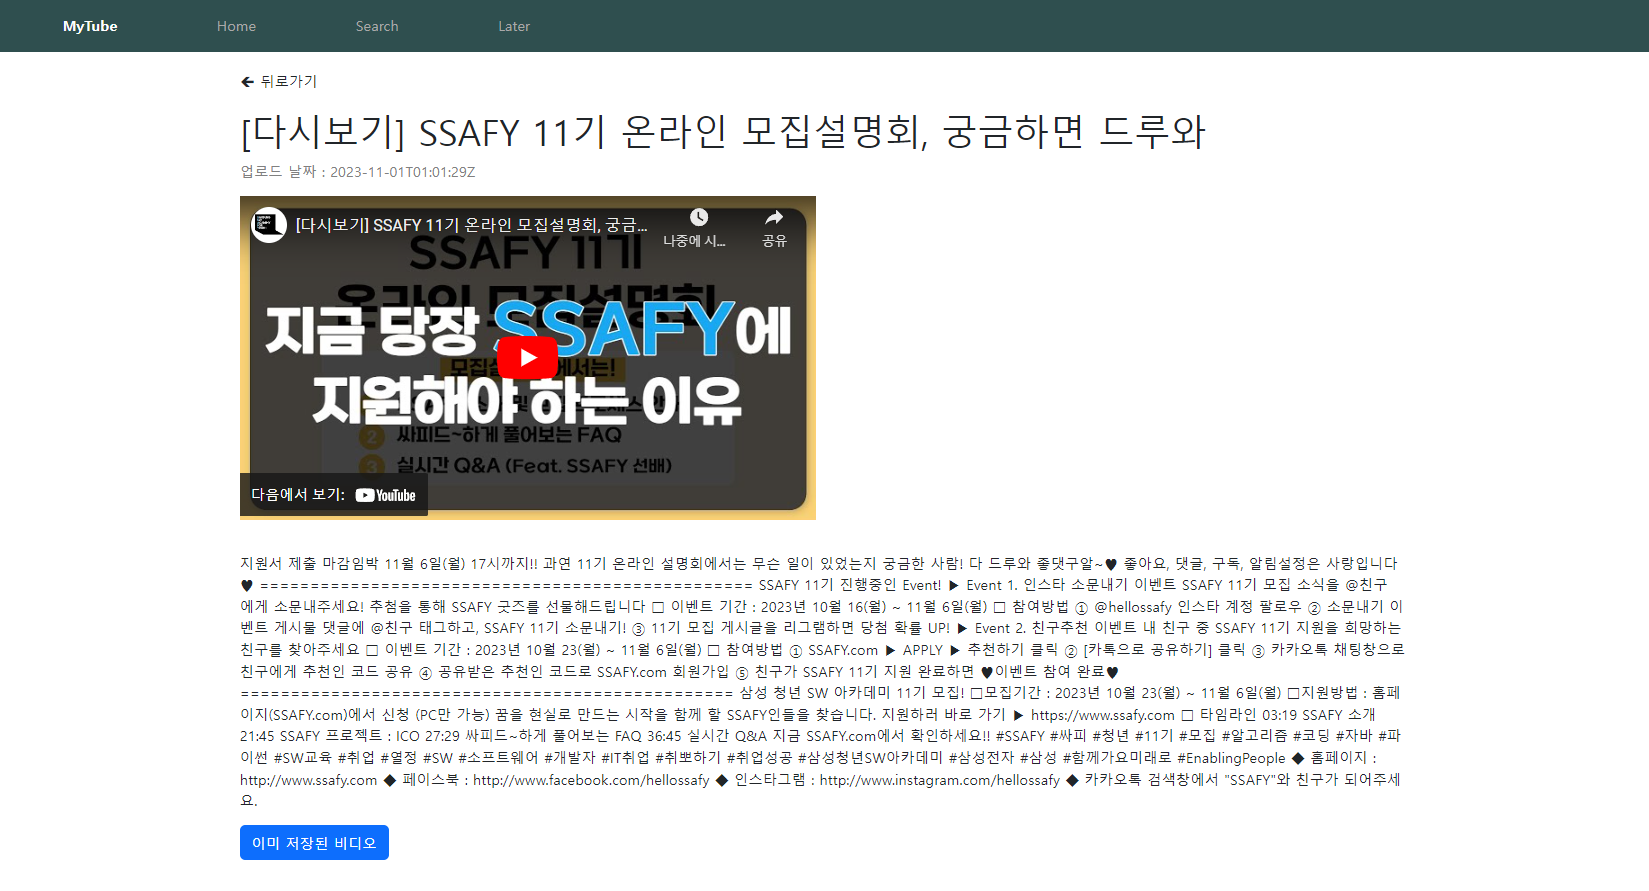 MyTube Home Search Later
뒤로가기
[다시보기] SSAFY 11기 온라인 모집설명회, 궁금하면 드루와
업로드 날짜 : 2023-11-01T01:01:29Z
[다시보기] SSAFY 11기 온라인 모집설명회, 궁금...
나중에 시... 공유
SSAFY 11기
온라인 모집설명회
지금 당장 SSAFY에
지원해야 하는 이유
2 싸피드~하게 풀어보는 FAQ
3 실시간 Q&A (Feat. SSAFY 선배)
다음에서 보기: YouTube
지원서 제출 마감임박 11월 6일(월) 17시까지!! 과연 11기 온라인 설명회에서는 무슨 일이 있었는지 궁금한 사람! 다 드루와 좋댓구알~♥ 좋아요, 댓글, 구독, 알림설정은 사랑입니다
♥ ================================================= SSAFY 11기 진행중인 Event! ▶ Event 1. 인스타 소문내기 이벤트 SSAFY 11기 모집 소식을 @친구
에게 소문내주세요! 추첨을 통해 SSAFY 굿즈를 선물해드립니다 □ 이벤트 기간 : 2023년 10월 16(월) ~ 11월 6일(월) □ 참여방법 ① @hellossafy 인스타 계정 팔로우 ② 소문내기 이
벤트 게시물 댓글에 @친구 태그하고, SSAFY 11기 소문내기! ③ 11기 모집 게시글을 리그램하면 당첨 확률 UP! ▶ Event 2. 친구추천 이벤트 내 친구 중 SSAFY 11기 지원을 희망하는
친구를 찾아주세요 □ 이벤트 기간 : 2023년 10월 23(월) ~ 11월 6일(월) □ 참여방법 ① SSAFY.com ▶ APPLY ▶ 추천하기 클릭 ② [카톡으로 공유하기] 클릭 ③ 카카오톡 채팅창으로
친구에게 추천인 코드 공유 ④ 공유받은 추천인 코드로 SSAFY.com 회원가입 ⑤ 친구가 SSAFY 11기 지원 완료하면 ♥이벤트 참여 완료♥
================================================= 삼성 청년 SW 아카데미 11기 모집! □모집기간 : 2023년 10월 23(월) ~ 11월 6일(월) □지원방법 : 홈페
이지(SSAFY.com)에서 신청 (PC만 가능) 꿈을 현실로 만드는 시작을 함께 할 SSAFY인들을 찾습니다. 지원하러 바로 가기 ▶ https://www.ssafy.com □ 타임라인 03:19 SSAFY 소개
21:45 SSAFY 프로젝트 : ICO 27:29 싸피드~하게 풀어보는 FAQ 36:45 실시간 Q&A 지금 SSAFY.com에서 확인하세요!! #SSAFY #싸피 #청년 #11기 #모집 #알고리즘 #코딩 #자바 #파
이썬 #SW교육 #취업 #열정 #SW #소프트웨어 #개발자 #IT취업 #취뽀하기 #취업성공 #삼성청년SW아카데미 #삼성전자 #삼성 #함께가요미래로 #EnablingPeople ◆ 홈페이지 :
http://www.ssafy.com ◆ 페이스북 : http://www.facebook.com/hellossafy ◆ 인스타그램 : http://www.instagram.com/hellossafy ◆ 카카오톡 검색창에서 "SSAFY"와 친구가 되어주세
요.
이미 저장된 비디오